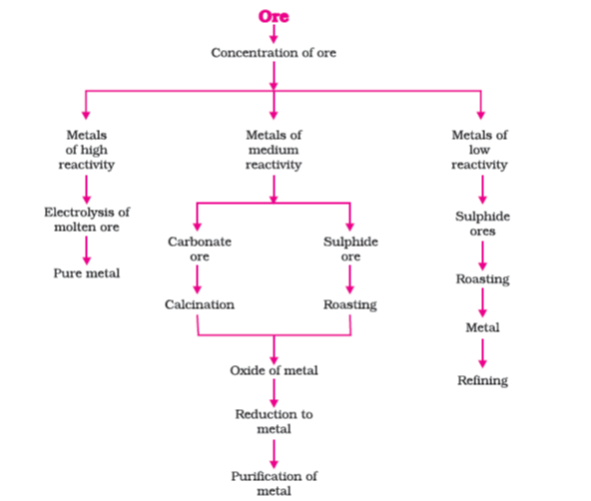 Ore
Concentration of ore
Metals
of high
reactivity
Electrolysis of
molten ore
Pure metal
Metals of
medium
reactivity
Carbonate
ore
Calcination
Sulphide
ore
Roasting
Oxide of metal
Reduction to
metal
Purification of
metal
Metals of
low
reactivity
Sulphide
ores
Roasting
Metal
Refining